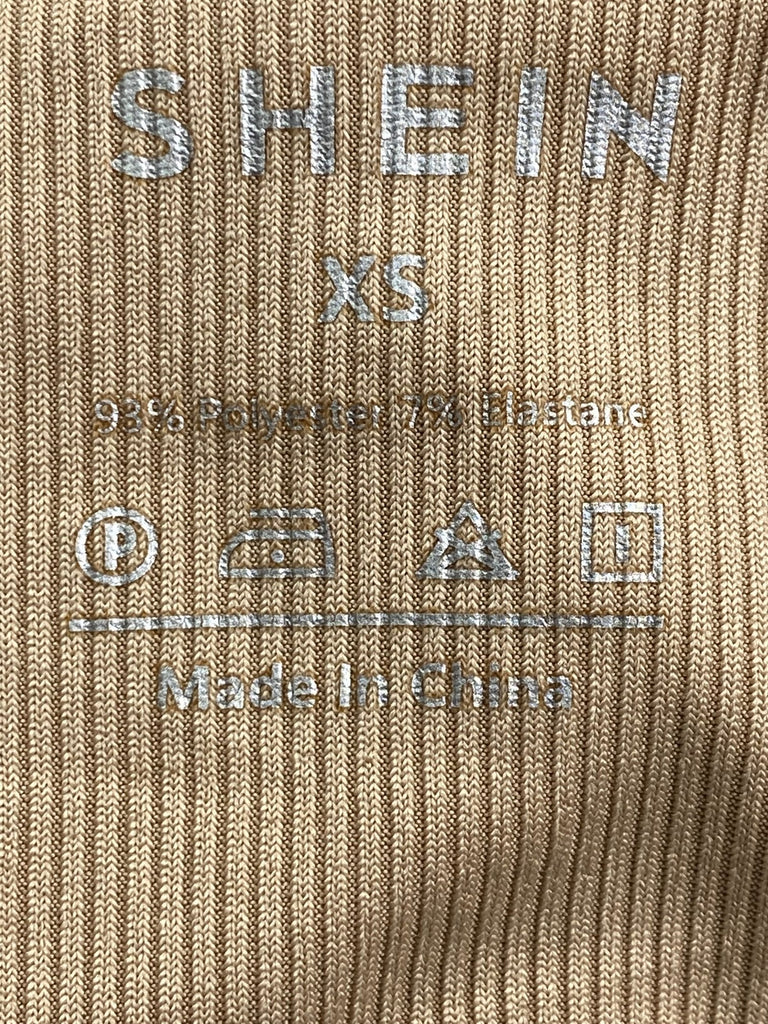 SHEIN
XS
93% Polyester 7% Elastane
P
Made In China